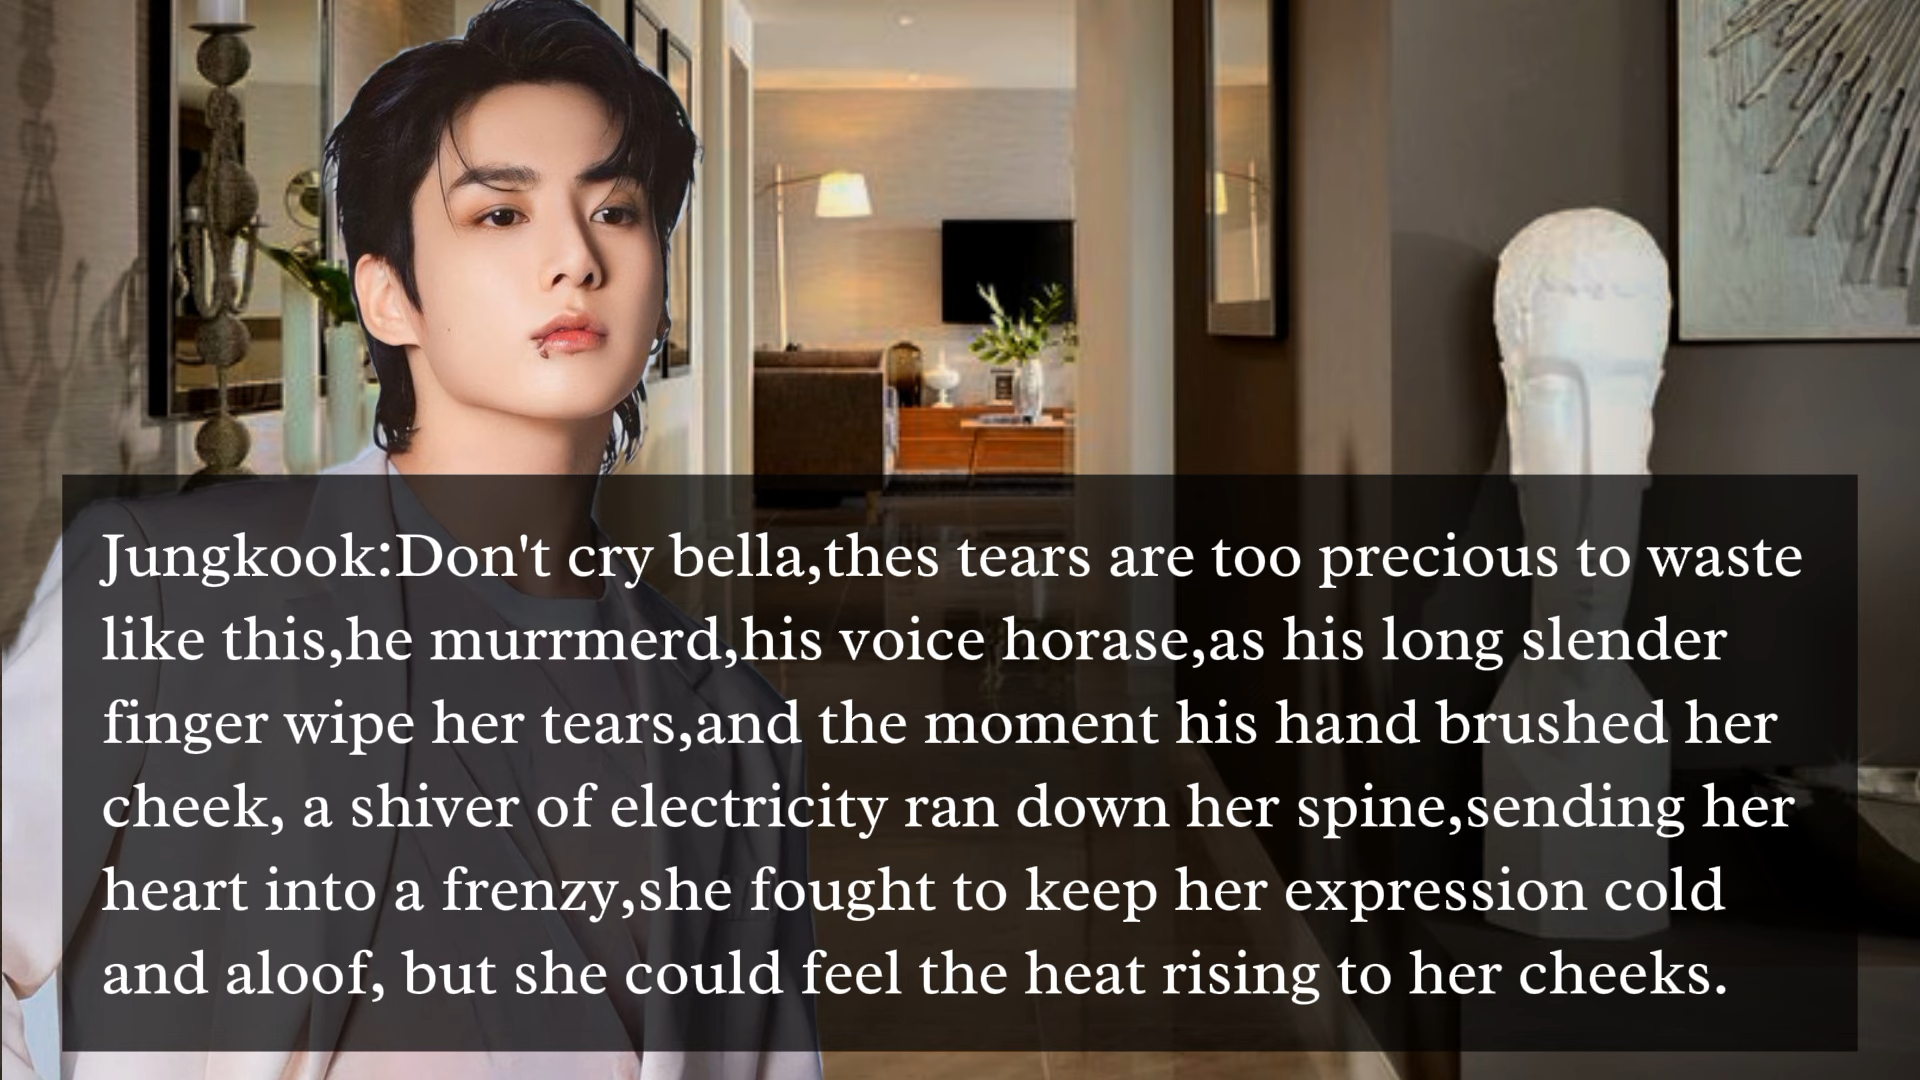 Jungkook:Don't cry bella,thes tears are too precious to waste
like this,he murrmerd,his voice horase,as his long slender
finger wipe her tears,and the moment his hand brushed her
cheek, a shiver of electricity ran down her spine,sending her
heart into a frenzy,she fought to keep her expression cold
and aloof, but she could feel the heat rising to her cheeks.